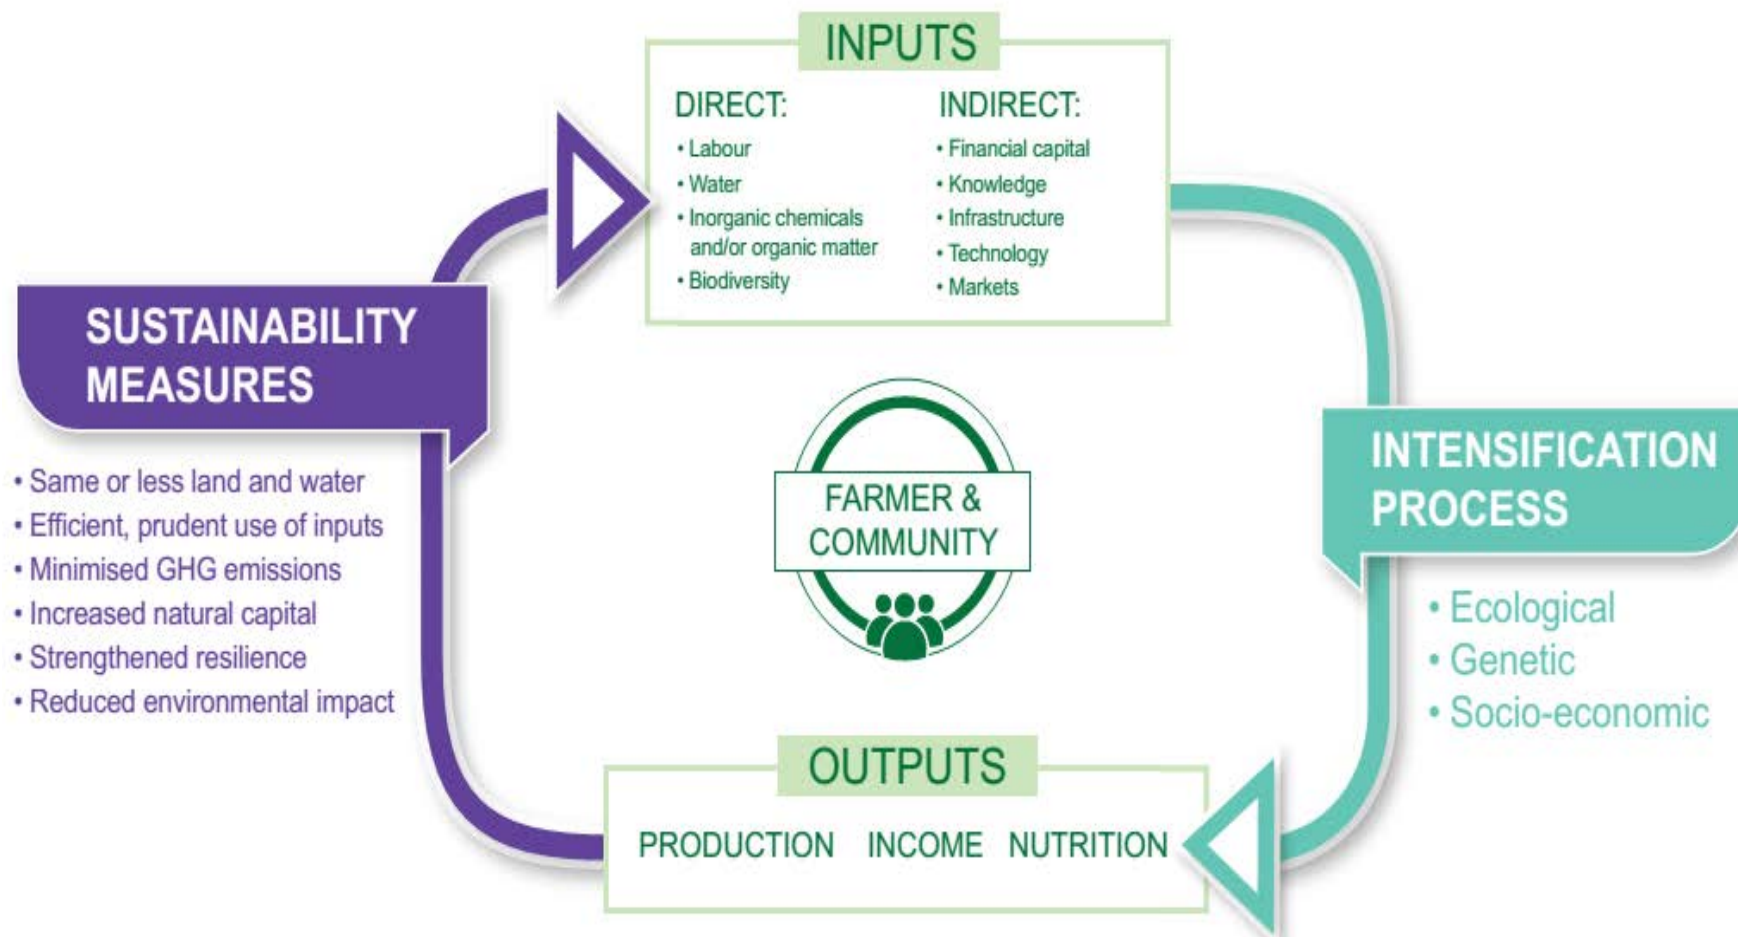 INPUTS
DIRECT:
• Labour
• Water
• Inorganic chemicals
and/or organic matter
• Biodiversity
INDIRECT:
• Financial capital
• Knowledge
• Infrastructure
• Technology
• Markets
SUSTAINABILITY
MEASURES
• Same or less land and water
• Efficient, prudent use of inputs
• Minimised GHG emissions
• Increased natural capital
• Strengthened resilience
• Reduced environmental impact
FARMER &
COMMUNITY
INTENSIFICATION
PROCESS
• Ecological
• Genetic
• Socio-economic
OUTPUTS
PRODUCTION INCOME NUTRITION